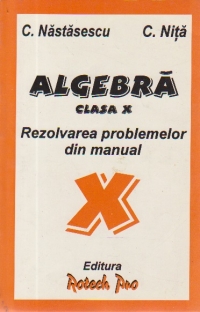 C. Năstăsescu C. Niță
ALGEBRĂ
CLASA X
Rezolvarea problemelor
din manual
X
Editura
Rotech Pro